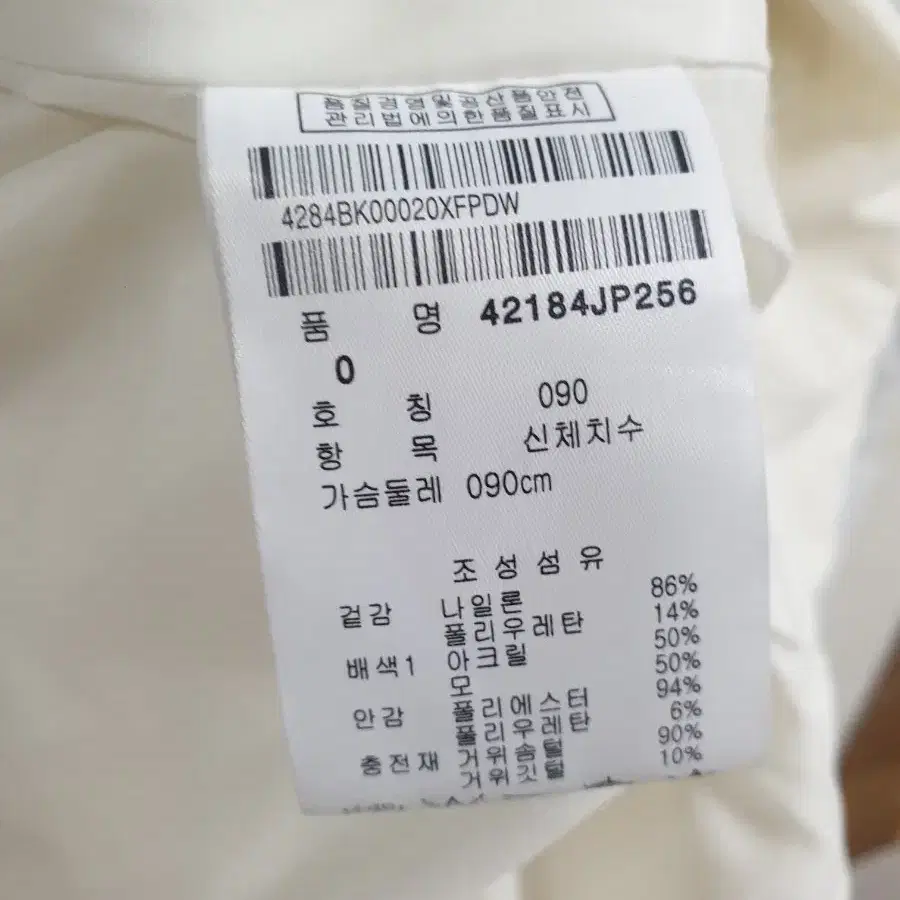 품질경영및공산품안전
관리법에의한품질표시
4284BK00020XFPDW
품 명 42184JP256
0
호 칭 090
항 목 신체치수
가슴둘레 090cm
조성섬유
겉감 나일론 86%
폴리우레탄 14%
배색1 아크릴 50%
모 50%
안감 폴리에스터 94%
폴리우레탄 6%
충전재 거위솜털 90%
거위깃털 10%